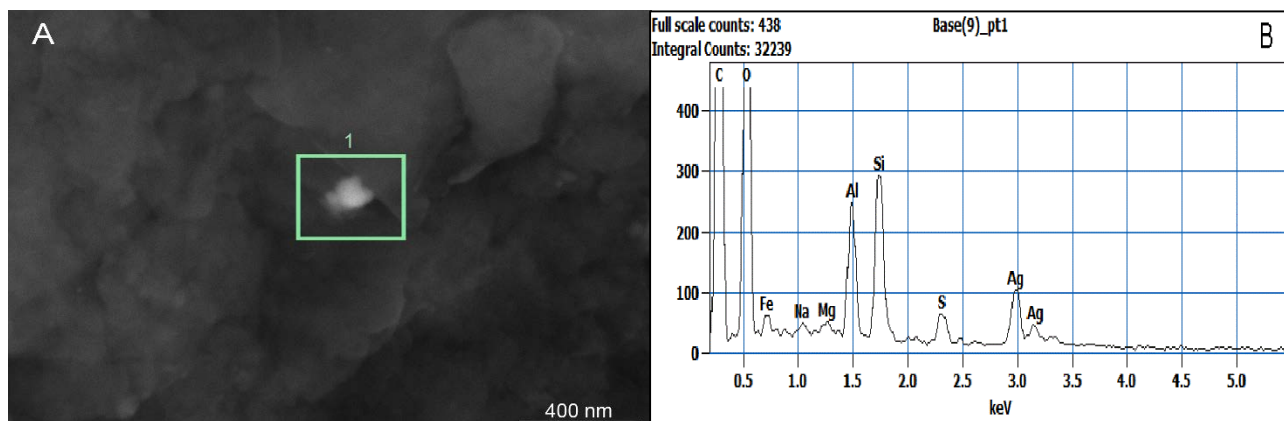 A
1
400 nm
Full scale counts: 438 Base(9)_pt1 B
Integral Counts: 32239
C O
400
300
Si
Al
200
100
Fe Na Mg S Ag Ag
0
0.5 1.0 1.5 2.0 2.5 3.0 3.5 4.0 4.5 5.0
keV